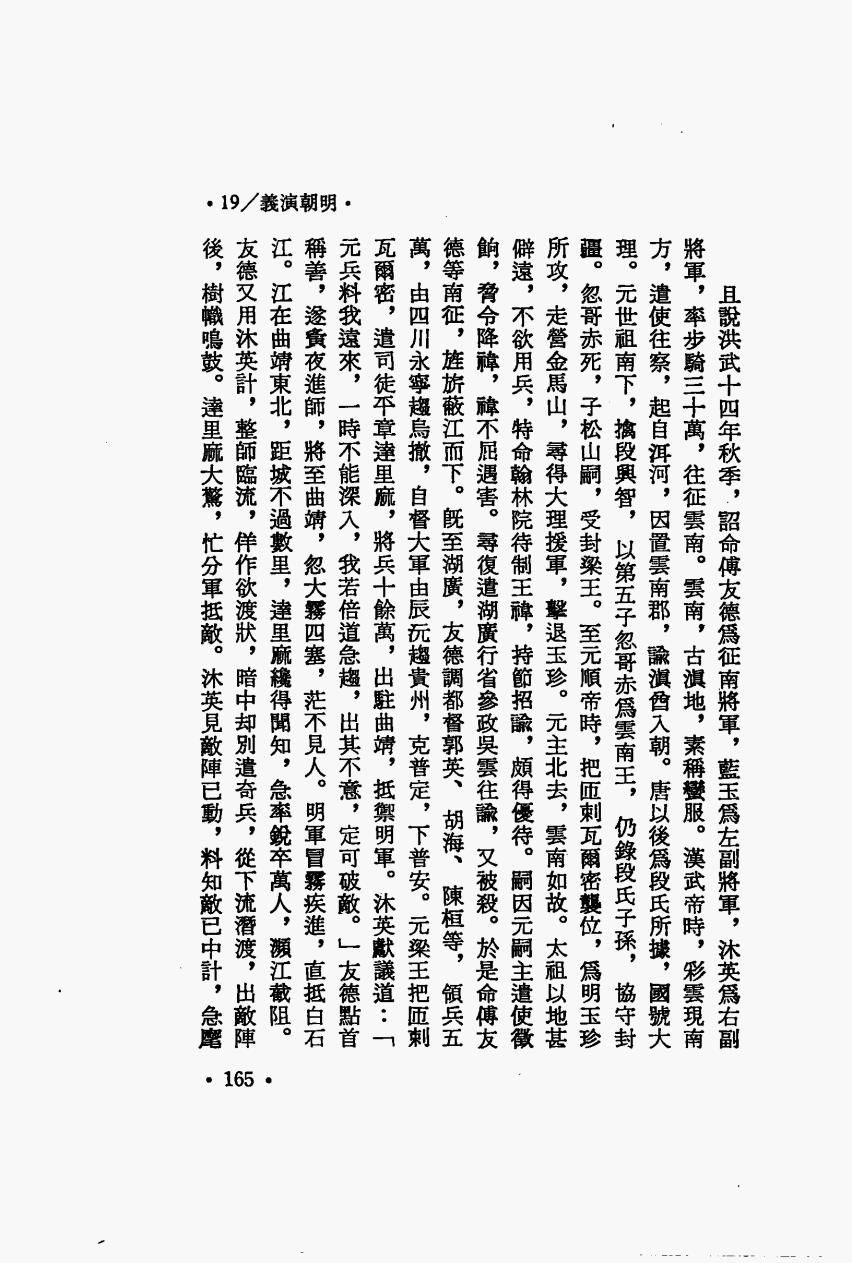 ·19／義演朝明·
且說洪武十四年秋季，詔命傅友德爲征南將軍，藍玉爲左副將軍，沐英爲右副
將軍，率步騎三十萬，往征雲南。雲南，古滇地，素稱蠻服。漢武帝時，彩雲現南
方，遣使往察，起自洱河，因置雲南郡，諭滇酋入朝。唐以後爲段氏所據，國號大
理。元世祖南下，擒段興智，以第五子忽哥赤爲雲南王，仍錄段氏子孫，協守封
疆。忽哥赤死，子松山嗣，受封梁王。至元順帝時，把匝剌瓦爾密襲位，爲明玉珍
所攻，走營金馬山，尋得大理援軍，擊退玉珍。元主北去，雲南如故。太祖以地甚
僻遠，不欲用兵，特命翰林院待制王禕，持節招諭，頗得優待。嗣因元嗣主遣使徵
餉，脅令降禕，禕不屈遇害。尋復遣湖廣行省參政吳雲往諭，又被殺。於是命傅友
德等南征，旌旂蔽江而下。既至湖廣，友德調都督郭英、胡海、陳桓等，領兵五
萬，由四川永寧趨烏撤，自督大軍由辰沅趨貴州，克普定，下普安。元梁王把匝剌
瓦爾密，遣司徒平章達里麻，將兵十餘萬，出駐曲靖，抵禦明軍。沐英獻議道：「
元兵料我遠來，一時不能深入，我若倍道急趨，出其不意，定可破敵。」友德點首
稱善，遂夤夜進師，將至曲靖，忽大霧四塞，茫不見人。明軍冒霧疾進，直抵白石
江。江在曲靖東北，距城不過數里，達里麻纔得聞知，急率銳卒萬人，瀕江截阻。
友德又用沐英計，整師臨流，佯作欲渡狀，暗中却別遣奇兵，從下流潛渡，出敵陣
後，樹幟鳴鼓。達里麻大驚，忙分軍抵敵。沐英見敵陣已動，料知敵已中計，急麾
·165·